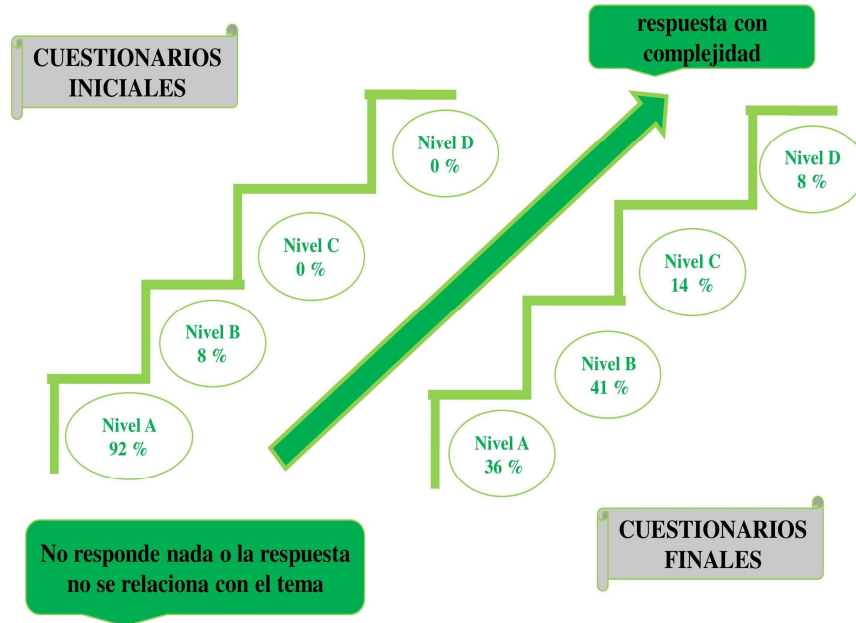 CUESTIONARIOS
INICIALES
Nivel D
0 %
Nivel C
0 %
Nivel B
8 %
Nivel A
92 %
No responde nada o la respuesta
no se relaciona con el tema
respuesta con
complejidad
Nivel D
8 %
Nivel C
14 %
Nivel B
41 %
Nivel A
36 %
CUESTIONARIOS
FINALES